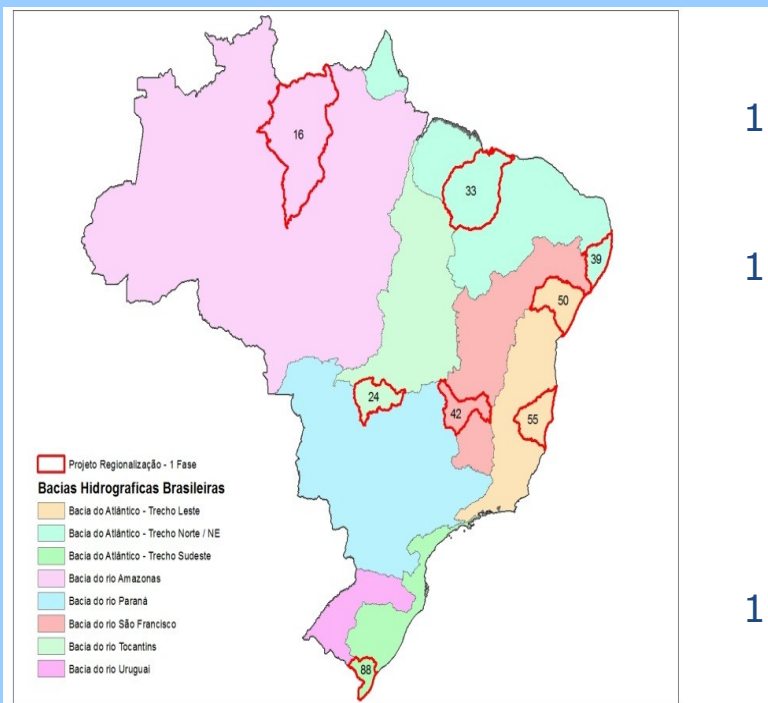 16
33
39
50
24
42
55
88
Projeto Regionalização - 1 Fase
Bacias Hidrograficas Brasileiras
Bacia do Atlântico - Trecho Leste
Bacia do Atlântico - Trecho Norte / NE
Bacia do Atlântico - Trecho Sudeste
Bacia do rio Amazonas
Bacia do rio Paraná
Bacia do rio São Francisco
Bacia do rio Tocantins
Bacia do rio Uruguai
1
1
1